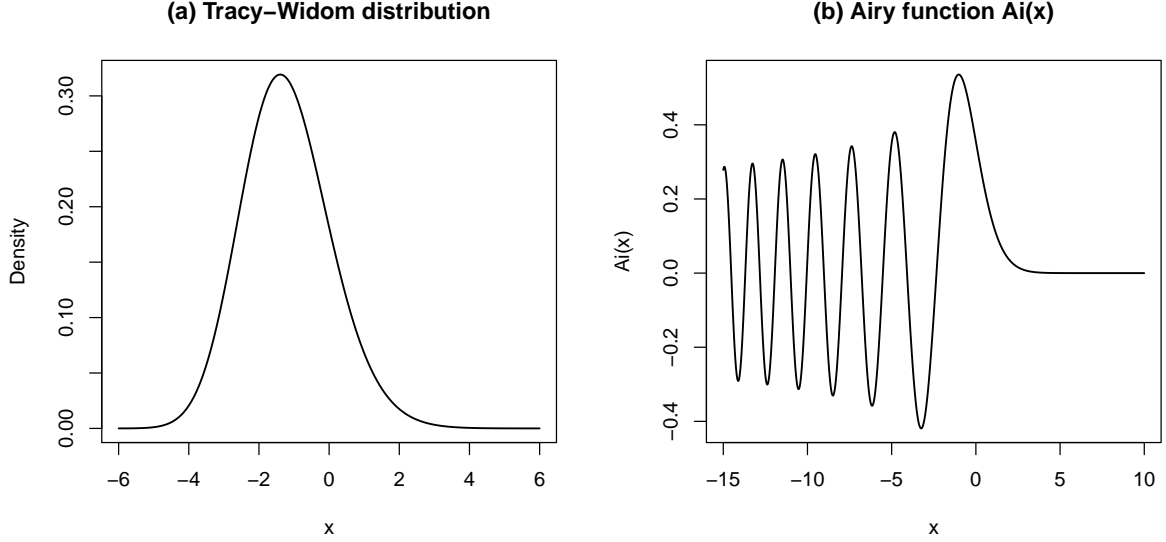 (a) Tracy−Widom distribution
Density
0.30
0.20
0.10
0.00
−6 −4 −2 0 2 4 6
x
(b) Airy function Ai(x)
Ai(x)
0.4
0.2
0.0
−0.2
−0.4
−15 −10 −5 0 5 10
x